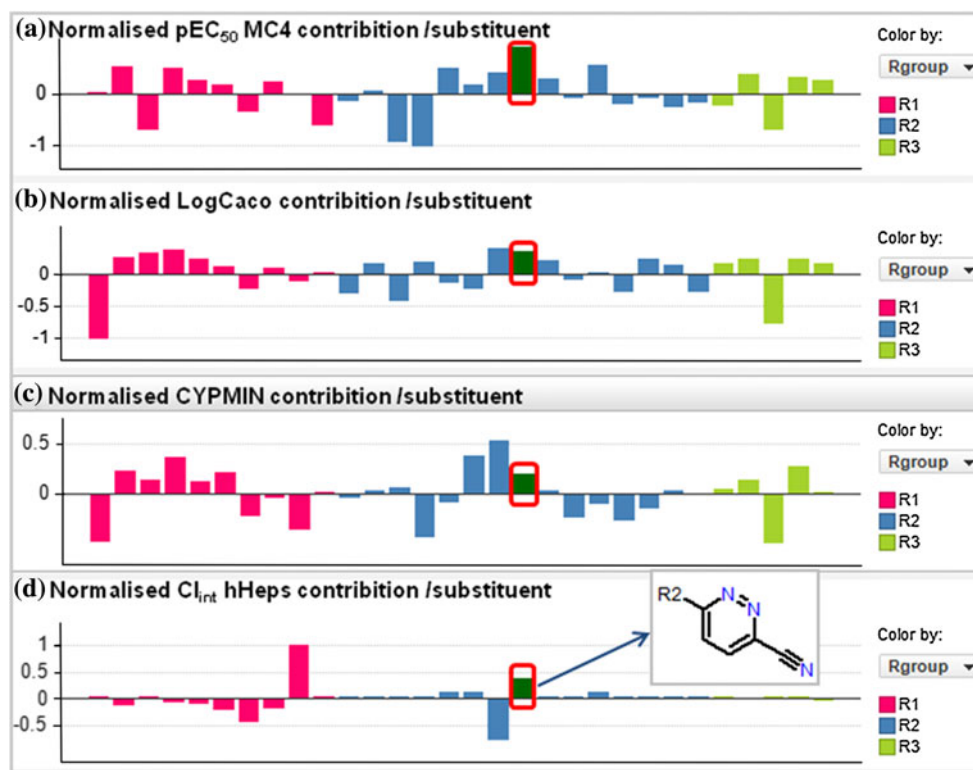 (a) Normalised pEC50 MC4 contribition /substituent
Color by:
Rgroup
R1
R2
R3
0
-1
(b) Normalised LogCaco contribition /substituent
Color by:
Rgroup
R1
R2
R3
0
-0.5
-1
(c) Normalised CYPMIN contribition /substituent
Color by:
Rgroup
R1
R2
R3
0.5
0
(d) Normalised Clint hHeps contribition /substituent
Color by:
Rgroup
R1
R2
R3
1
0.5
0
-0.5
R2
N
N
N